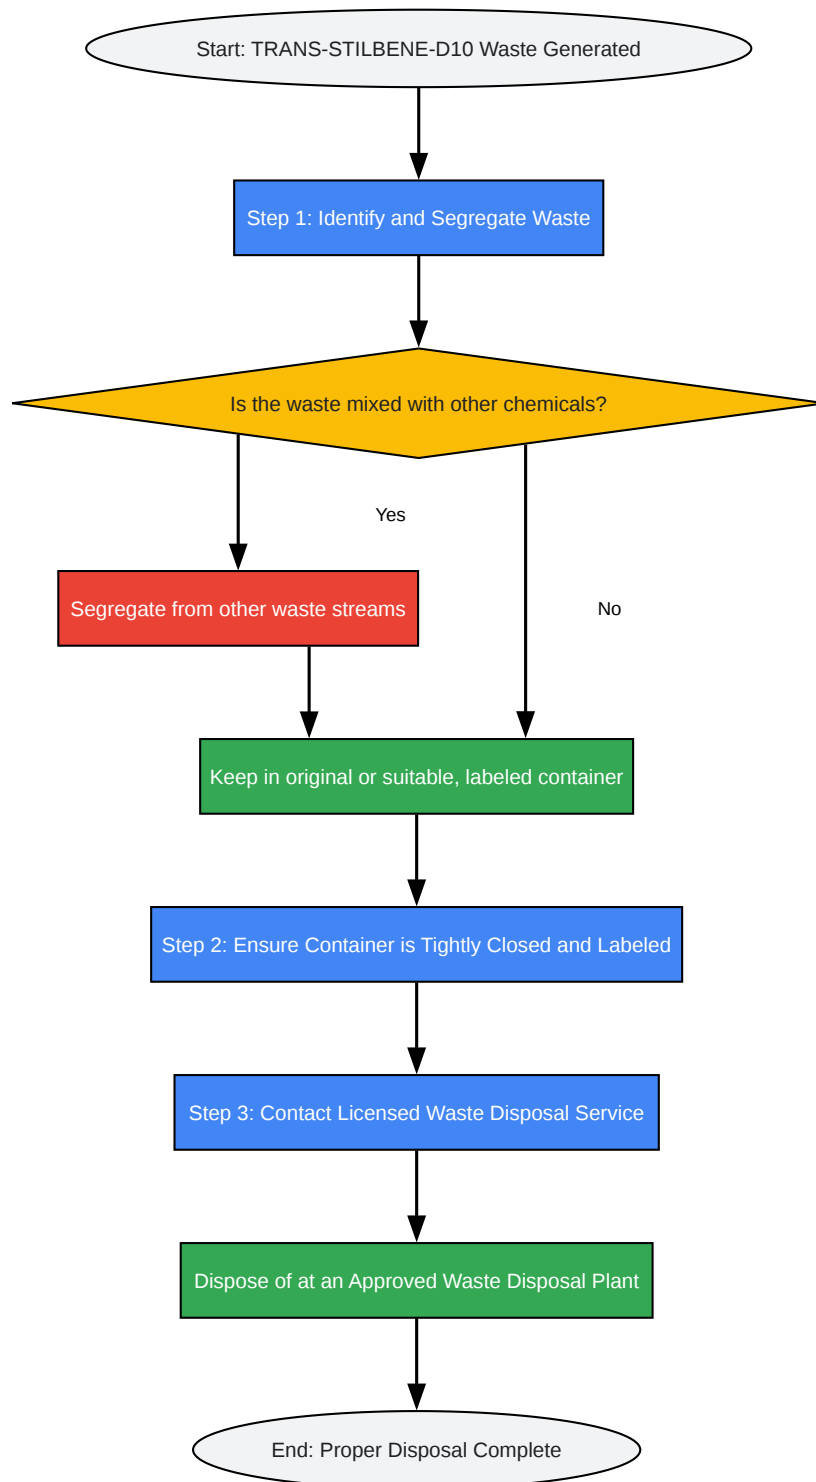 Start: TRANS-STILBENE-D10 Waste Generated
Step 1: Identify and Segregate Waste
Is the waste mixed with other chemicals?
Yes
Segregate from other waste streams
No
Keep in original or suitable, labeled container
Step 2: Ensure Container is Tightly Closed and Labeled
Step 3: Contact Licensed Waste Disposal Service
Dispose of at an Approved Waste Disposal Plant
End: Proper Disposal Complete